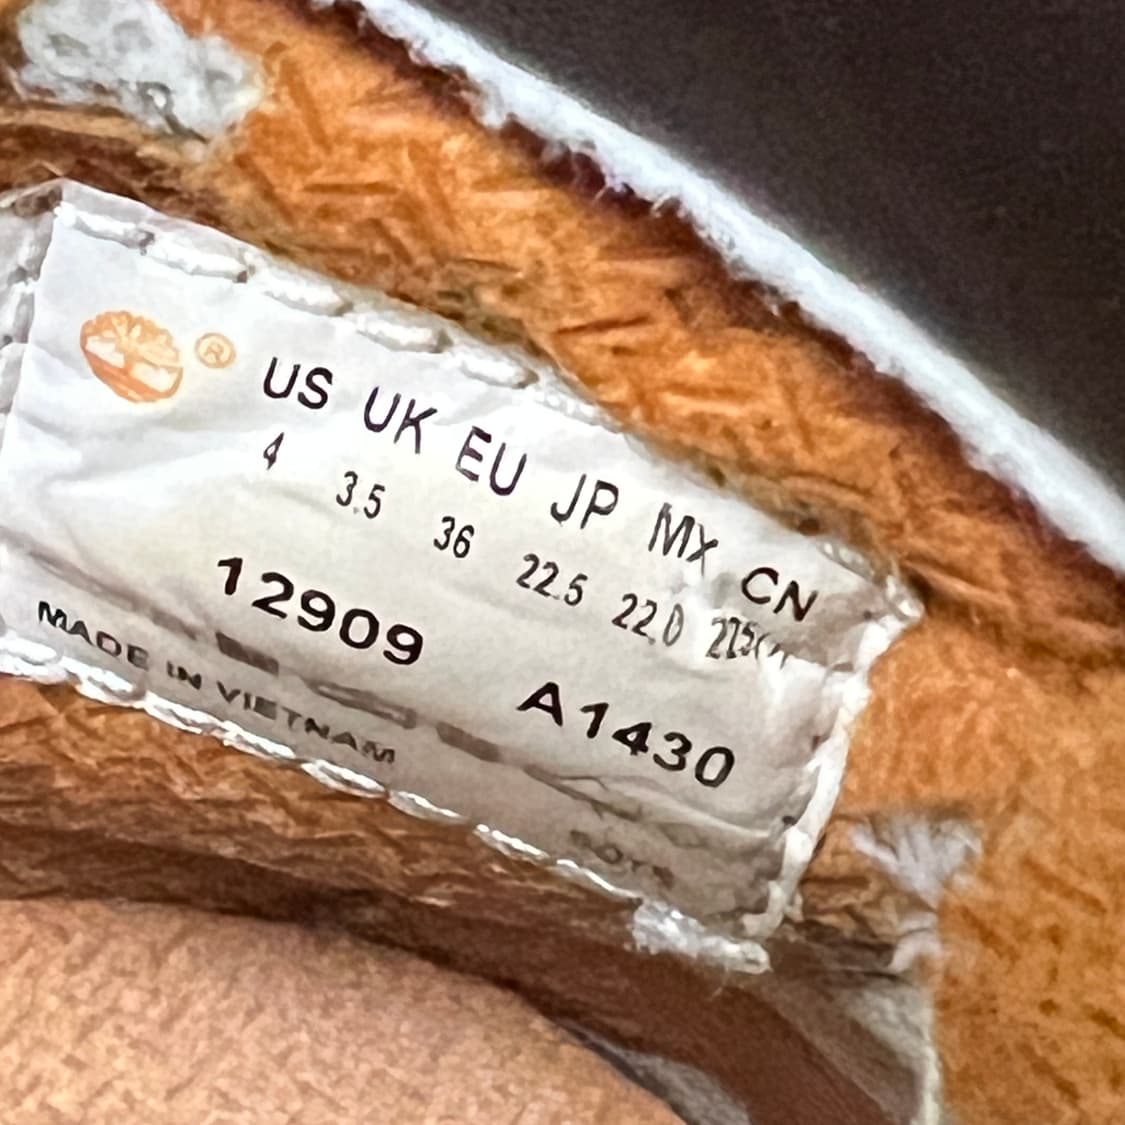 ® US UK EU JP MX CN
4 3.5 36 22.5 22.0
12909 A1430
MADE IN VIETNAM